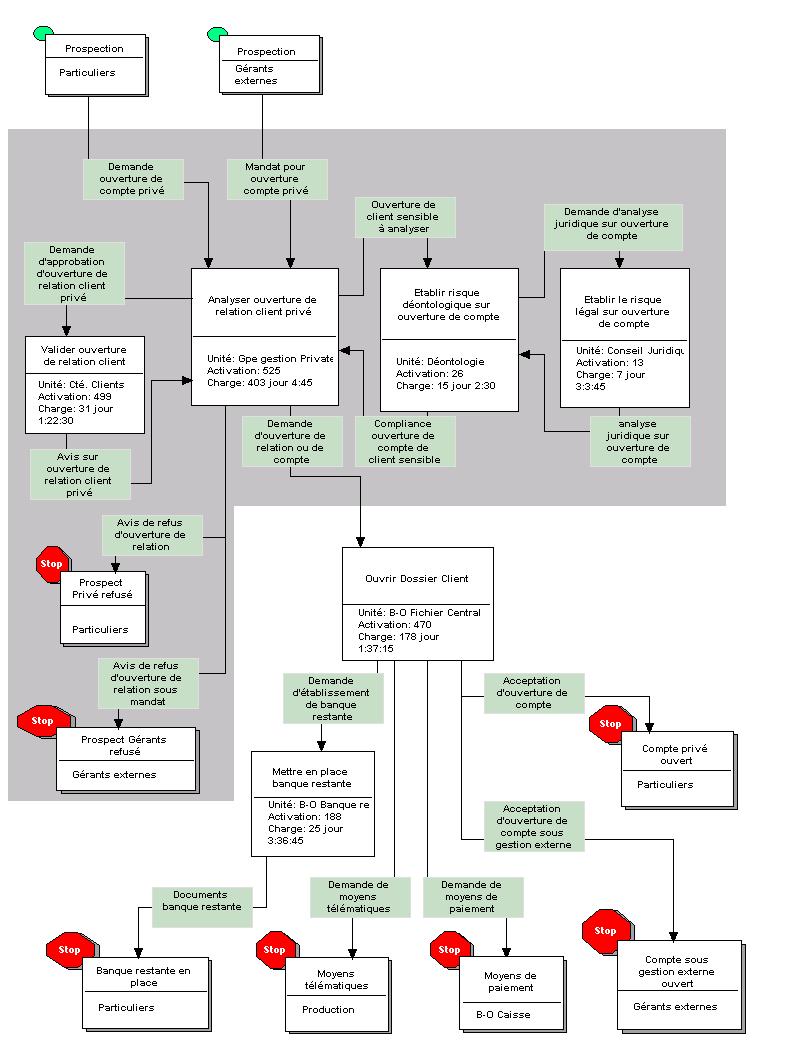 Prospection
Particuliers
Prospection
Gérants
externes
Demande
ouverture de
compte privé
Mandat pour
ouverture
compte privé
Ouverture de
client sensible
à analyser
Demande d'analyse
juridique sur ouverture
de compte
Demande
d'approbation
d'ouverture de
relation client
privé
Analyser ouverture de
relation client privé
Unité: Gpe gestion Private
Activation: 525
Charge: 403 jour 4:45
Etablir risque
déontologique sur
ouverture de compte
Unité: Déontologie
Activation: 26
Charge: 15 jour 2:30
Etablir le risque
légal sur ouverture
de compte
Unité: Conseil Juridiqu
Activation: 13
Charge: 7 jour
3:3:45
Valider ouverture
de relation client
Unité: Cté. Clients
Activation: 499
Charge: 31 jour
1:22:30
Avis sur
ouverture de
relation client
privé
Demande
d'ouverture de
relation ou de
compte
Compliance
ouverture de
compte de
client sensible
analyse
juridique sur
ouverture de
compte
Avis de refus
d'ouverture de
relation
Stop
Prospect
Privé refusé
Particuliers
Ouvrir Dossier Client
Unité: B-O Fichier Central
Activation: 470
Charge: 178 jour
1:37:15
Avis de refus
d'ouverture de
relation sous
mandat
Stop
Prospect Gérants
refusé
Gérants externes
Demande
d'établissement
de banque
restante
Acceptation
d'ouverture de
compte
Stop
Compte privé
ouvert
Particuliers
Mettre en place
banque restante
Unité: B-O Banque re
Activation: 188
Charge: 25 jour
3:36:45
Acceptation
d'ouverture de
compte sous
gestion externe
Documents
banque restante
Demande de
moyens
télématiques
Demande de
moyens de
paiement
Stop
Banque restante en
place
Particuliers
Stop
Moyens
télématiques
Production
Stop
Moyens de
paiement
B-O Caisse
Stop
Compte sous
gestion externe
ouvert
Gérants externes